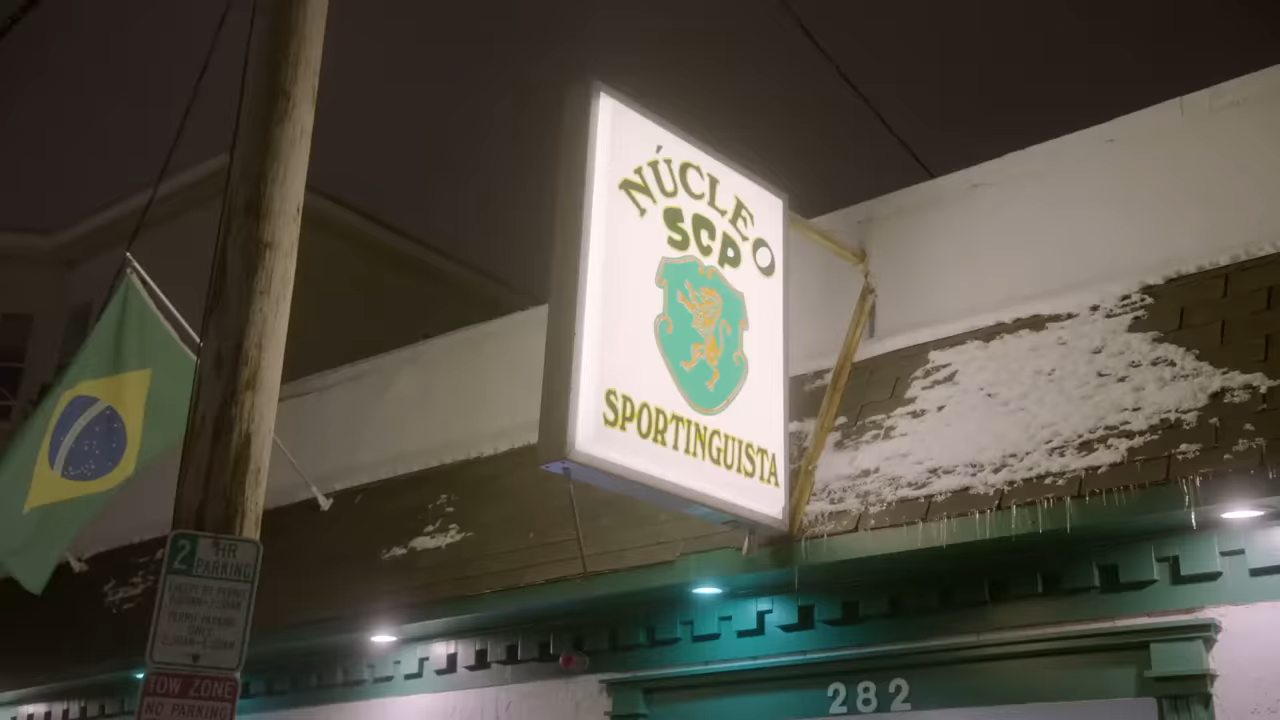 NÚCLEO
SCP
SPORTINGUISTA
2 HR
PARKING
TOW ZONE
NO PARKING
282